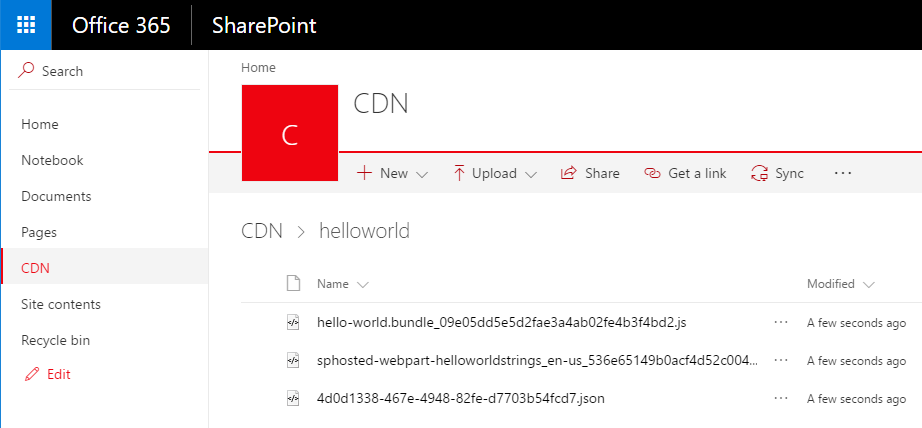 Office 365 SharePoint
Search
Home
Notebook
Documents
Pages
CDN
Site contents
Recycle bin
Edit
Home
C
CDN
New Upload Share Get a link Sync ...
CDN > helloworld
Name Modified
hello-world.bundle_09e05dd5e5d2fae3a4ab02fe4b3f4bd2.js ... A few seconds ago
sphosted-webpart-helloworldstrings_en-us_536e65149b0acf4d52c004... ... A few seconds ago
4d0d1338-467e-4948-82fe-d7703b54fcd7.json ... A few seconds ago